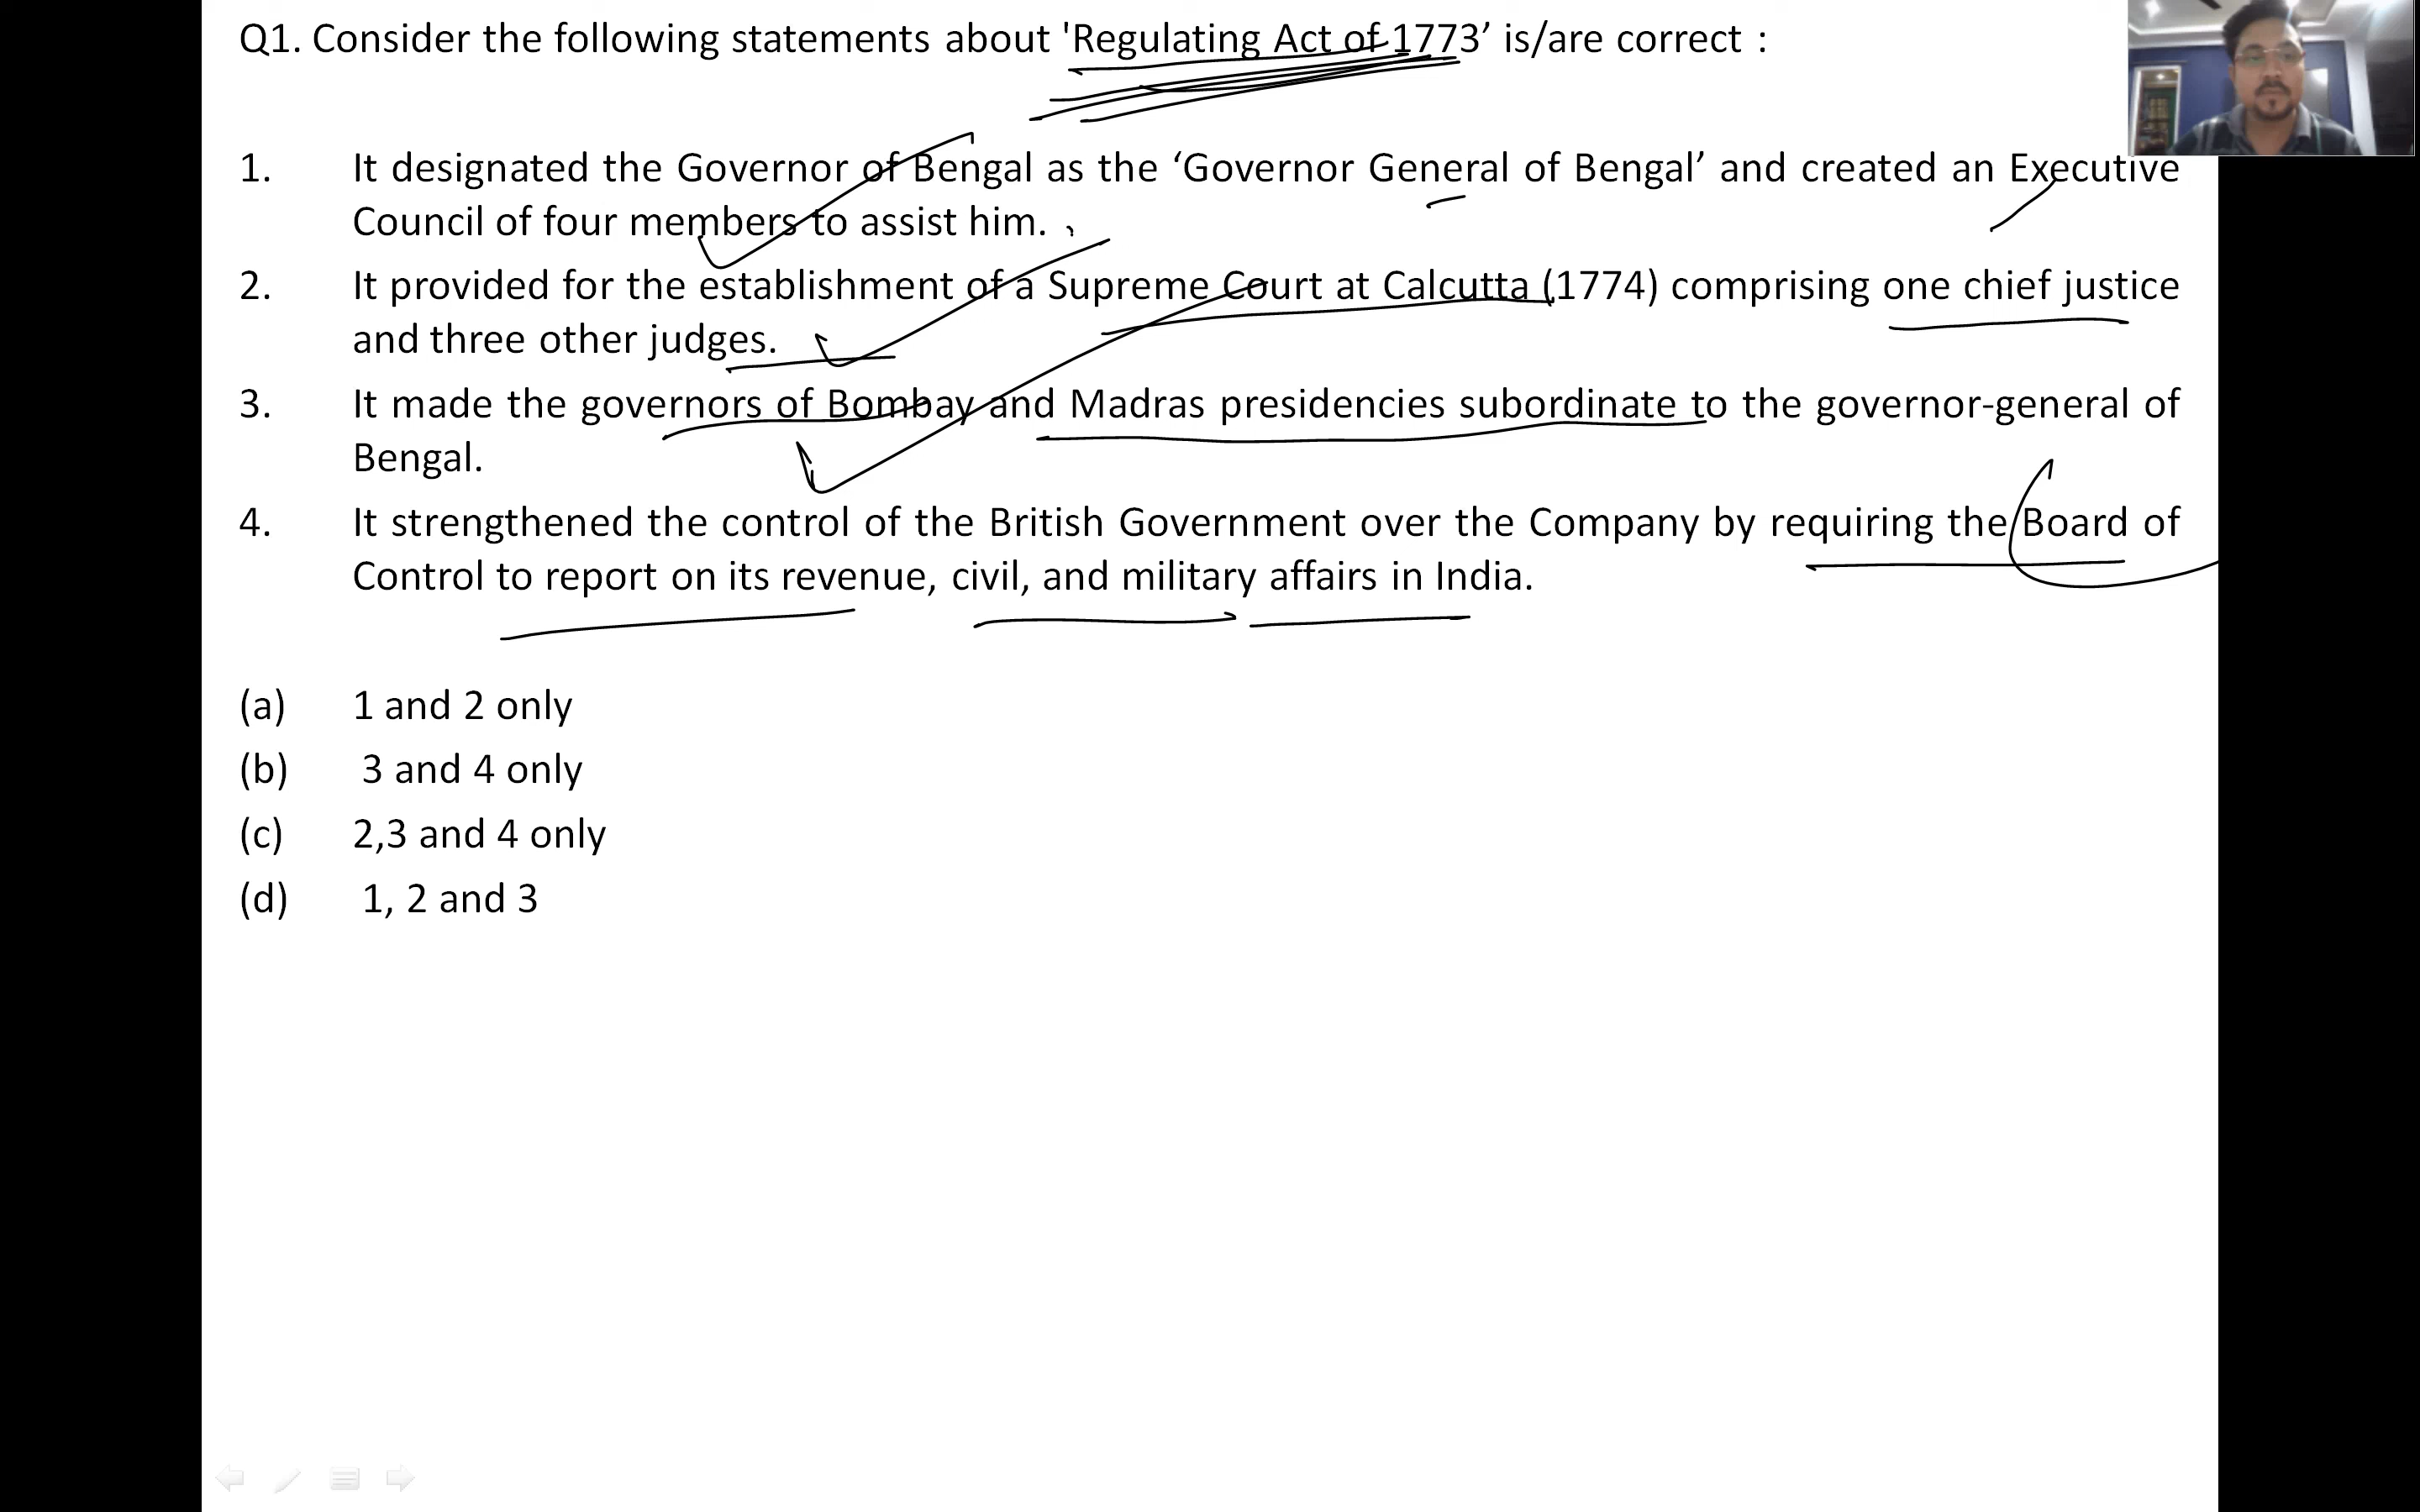 Q1. Consider the following statements about 'Regulating Act of 1773’ is/are correct :
1. It designated the Governor of Bengal as the ‘Governor General of Bengal’ and created an Executive
Council of four members to assist him.
2. It provided for the establishment of a Supreme Court at Calcutta (1774) comprising one chief justice
and three other judges.
3. It made the governors of Bombay and Madras presidencies subordinate to the governor-general of
Bengal.
4. It strengthened the control of the British Government over the Company by requiring the Board of
Control to report on its revenue, civil, and military affairs in India.
(a) 1 and 2 only
(b) 3 and 4 only
(c) 2,3 and 4 only
(d) 1, 2 and 3